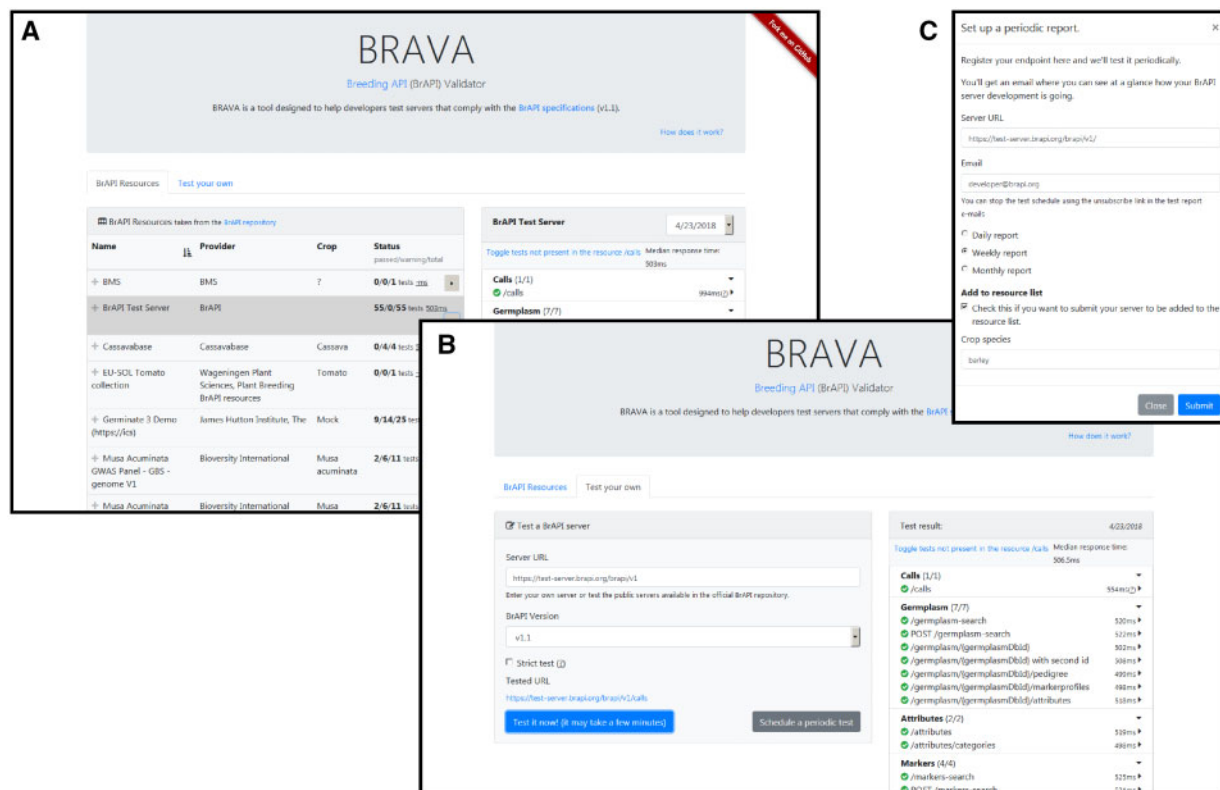 A
Fork me on GitHub
BRAVA
Breeding API (BrAPI) Validator
BRAVA is a tool designed to help developers test servers that comply with the BrAPI specifications (v1.1).
How does it work?
BrAPI Resources Test your own
BrAPI Resources taken from the BrAPI repository
Name Provider Crop Status
passed/warning/total
BMS BMS ? 0/0/1 tests -ms
BrAPI Test Server BrAPI 55/0/55 tests 503ms
Cassavabase Cassavabase Cassava 0/4/4 tests
EU-SOL Tomato Wageningen Plant Tomato 0/0/1 tests
collection Sciences, Plant Breeding
BrAPI resources
Germinate 3 Demo James Hutton Institute, The Mock 9/14/25
(https://ics)
Musa Acuminata Bioversity International Musa 2/6/11 tests
GWAS Panel - GBS - acuminata
genome V1
Musa Acuminata Bioversity International Musa 2/6/11 tests
BrAPI Test Server 4/23/2018
Toggle tests not present in the resource /calls Median response time:
503ms
Calls (1/1)
/calls 994ms(?)
Germplasm (7/7)
B
BRAVA
Breeding API (BrAPI) Validator
BRAVA is a tool designed to help developers test servers that comply with the BrAPI
How does it work?
BrAPI Resources Test your own
Test a BrAPI server
Server URL
https://test-server.brapi.org/brapi/v1
Enter your own server or test the public servers available in the official BrAPI repository.
BrAPI Version
v1.1
Strict test (?)
Tested URL
https://test-server.brapi.org/brapi/v1/calls
Test it now! (it may take a few minutes) Schedule a periodic test
Test result: 4/23/2018
Toggle tests not present in the resource /calls Median response time:
506.5ms
Calls (1/1)
/calls 554ms(?)
Germplasm (7/7)
/germplasm-search 520ms
POST /germplasm-search 522ms
/germplasm/{germplasmDbId} 502ms
/germplasm/{germplasmDbId} with second id 508ms
/germplasm/{germplasmDbId}/pedigree 499ms
/germplasm/{germplasmDbId}/markerprofiles 498ms
/germplasm/{germplasmDbId}/attributes 518ms
Attributes (2/2)
/attributes 519ms
/attributes/categories 496ms
Markers (4/4)
/markers-search 525ms
POST /markers-search
C
Set up a periodic report. ×
Register your endpoint here and we'll test it periodically.
You'll get an email where you can see at a glance how your BrAPI
server development is going.
Server URL
https://test-server.brapi.org/brapi/v1/
Email
developer@brapi.org
You can stop the test schedule using the unsubscribe link in the test report
e-mails
Daily report
Weekly report
Monthly report
Add to resource list
Check this if you want to submit your server to be added to the
resource list.
Crop species
barley
Close Submit